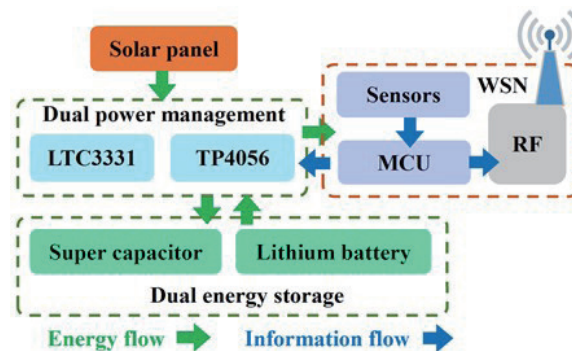 Solar panel
Dual power management
LTC3331
TP4056
Sensors
WSN
MCU
RF
Super capacitor
Lithium battery
Dual energy storage
Energy flow
Information flow